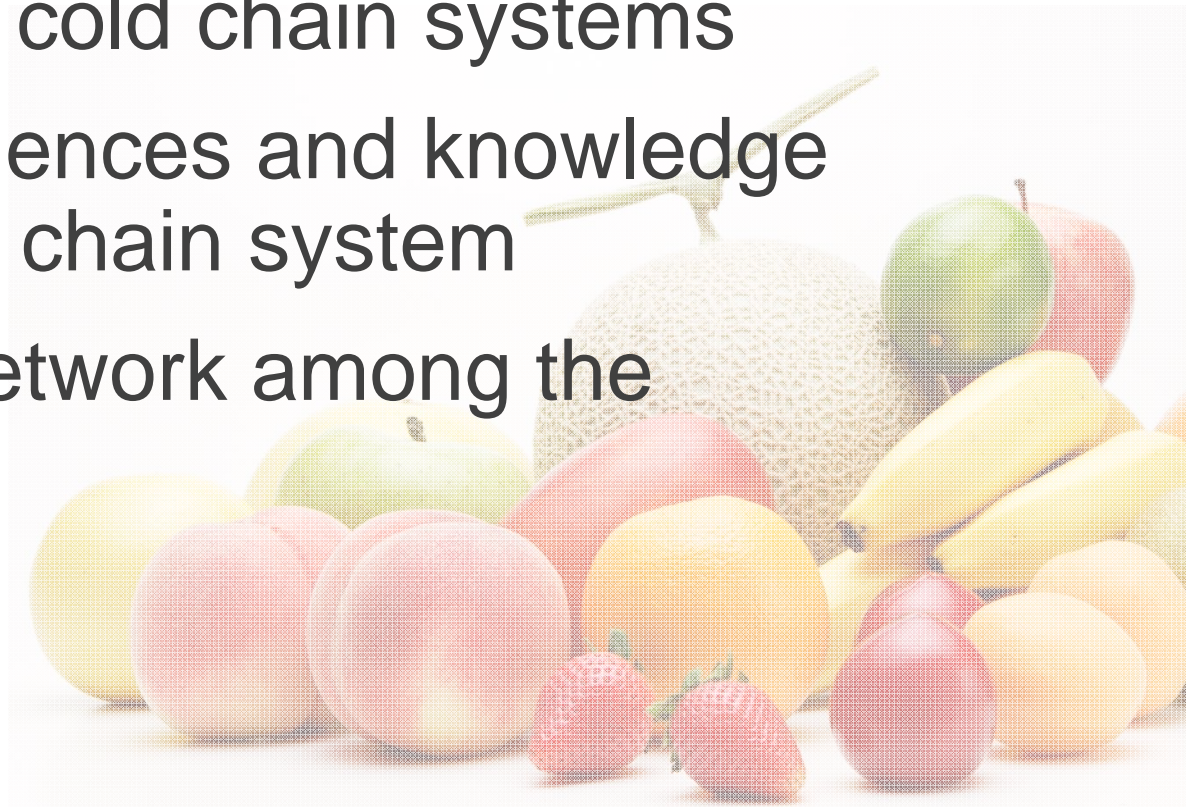 cold chain systems
ences and knowledge
chain system
etwork among the